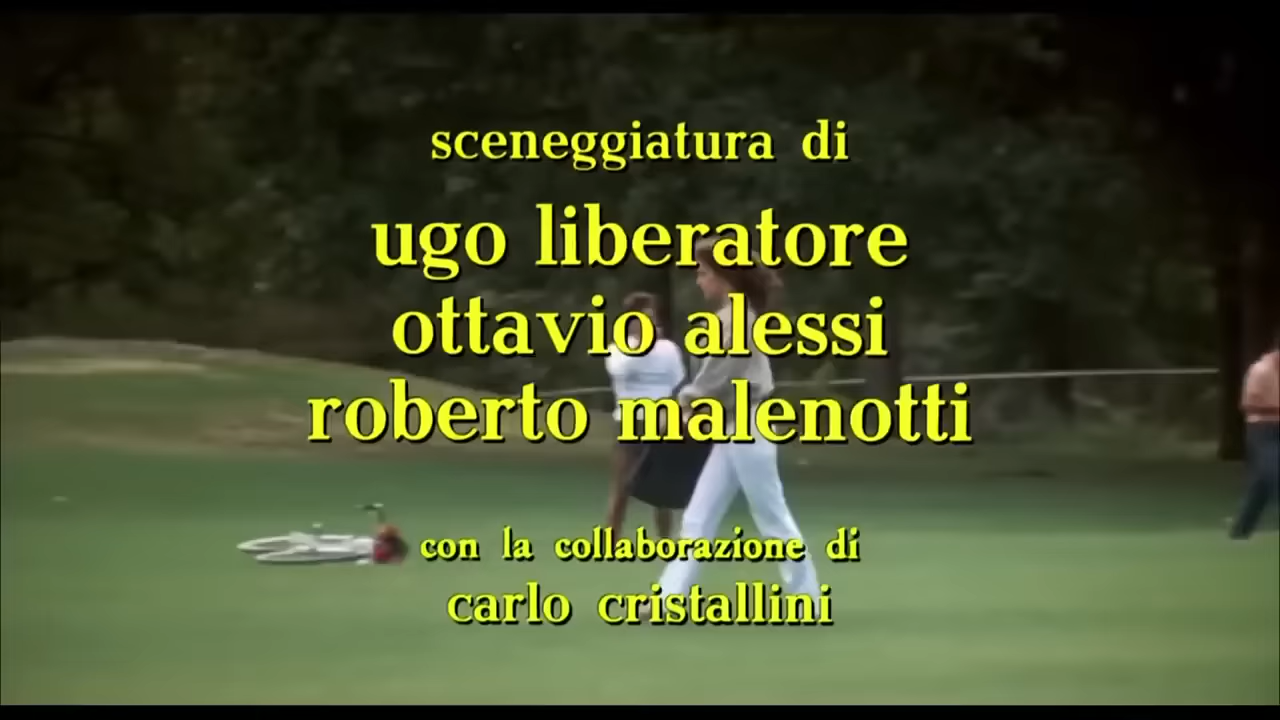 sceneggiatura di
ugo liberatore
ottavio alessi
roberto malenotti
con la collaborazione di
carlo cristallini